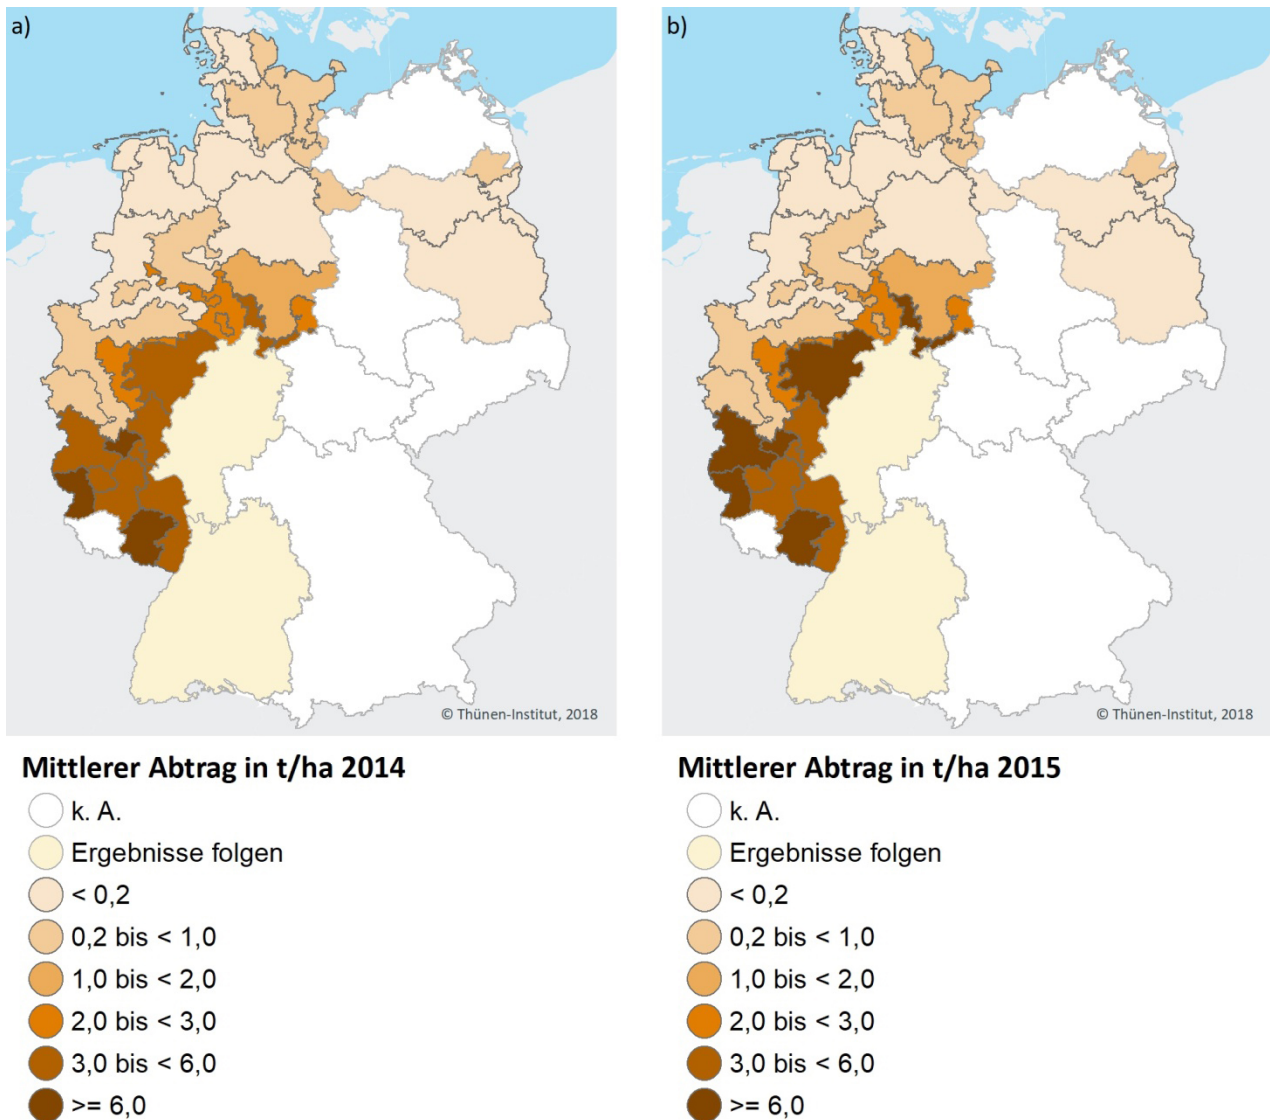 a)
© Thünen-Institut, 2018
Mittlerer Abtrag in t/ha 2014
k. A.
Ergebnisse folgen
< 0,2
0,2 bis < 1,0
1,0 bis < 2,0
2,0 bis < 3,0
3,0 bis < 6,0
>= 6,0
b)
© Thünen-Institut, 2018
Mittlerer Abtrag in t/ha 2015
k. A.
Ergebnisse folgen
< 0,2
0,2 bis < 1,0
1,0 bis < 2,0
2,0 bis < 3,0
3,0 bis < 6,0
>= 6,0